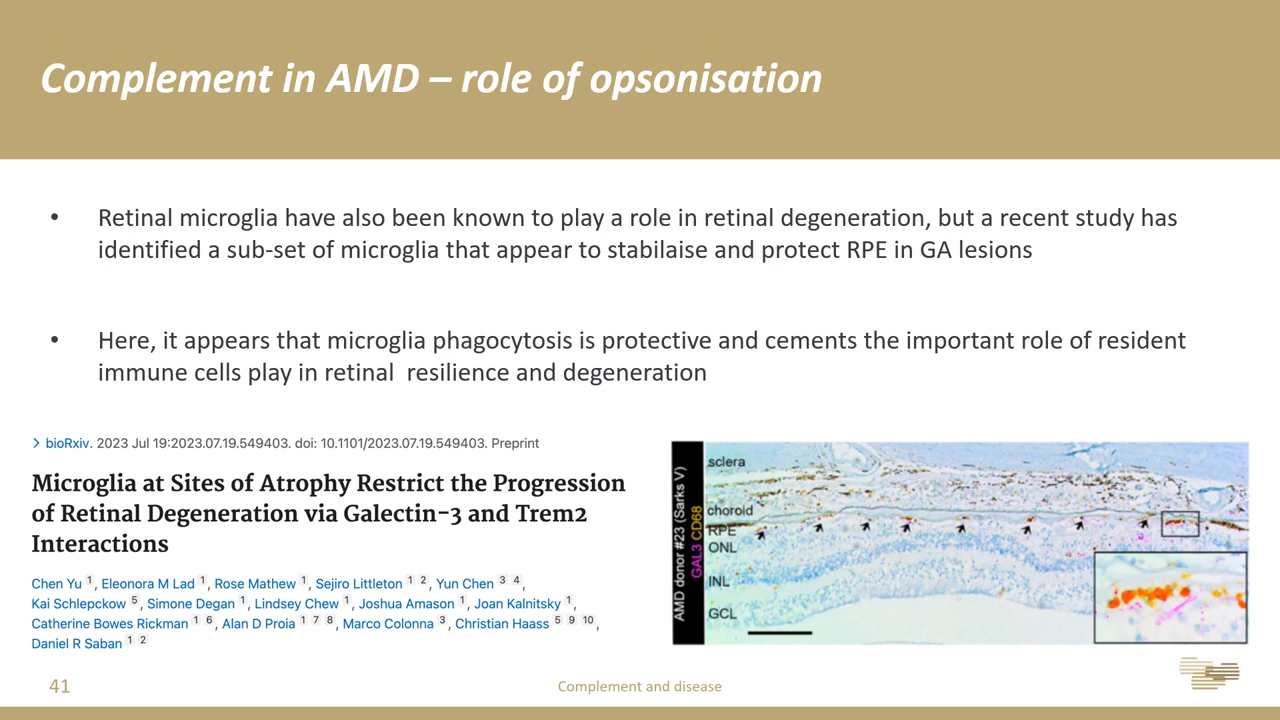 Complement in AMD – role of opsonisation
• Retinal microglia have also been known to play a role in retinal degeneration, but a recent study has
identified a sub-set of microglia that appear to stabilaise and protect RPE in GA lesions
• Here, it appears that microglia phagocytosis is protective and cements the important role of resident
immune cells play in retinal  resilience and degeneration
> bioRxiv. 2023 Jul 19:2023.07.19.549403. doi: 10.1101/2023.07.19.549403. Preprint
Microglia at Sites of Atrophy Restrict the Progression
of Retinal Degeneration via Galectin-3 and Trem2
Interactions
Chen Yu 1, Eleonora M Lad 1, Rose Mathew 1, Sejiro Littleton 1 2, Yun Chen 3 4,
Kai Schlepckow 5, Simone Degan 1, Lindsey Chew 1, Joshua Amason 1, Joan Kalnitsky 1,
Catherine Bowes Rickman 1 6, Alan D Proia 1 7 8, Marco Colonna 3, Christian Haass 5 9 10,
Daniel R Saban 1 2
AMD donor #23 (Sarks V)
GAL3 CD68
sclera
choroid
RPE
ONL
INL
GCL
41
Complement and disease